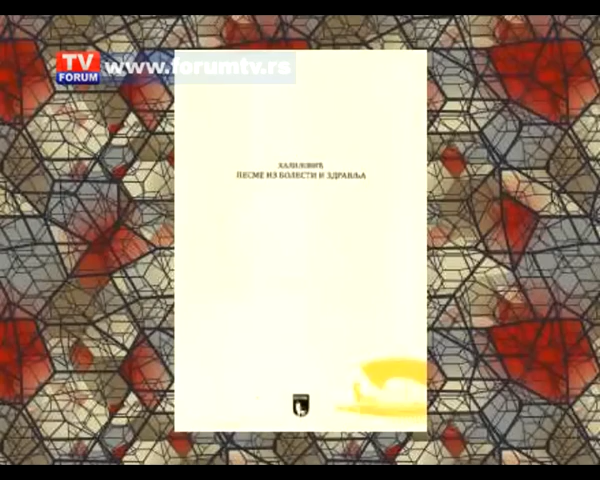 TV
FORUM
www.forumtv.rs
ХАЛИЛОВИЋ
ПЕСМЕ ИЗ БОЛЕСТИ И ЗДРАВЉА